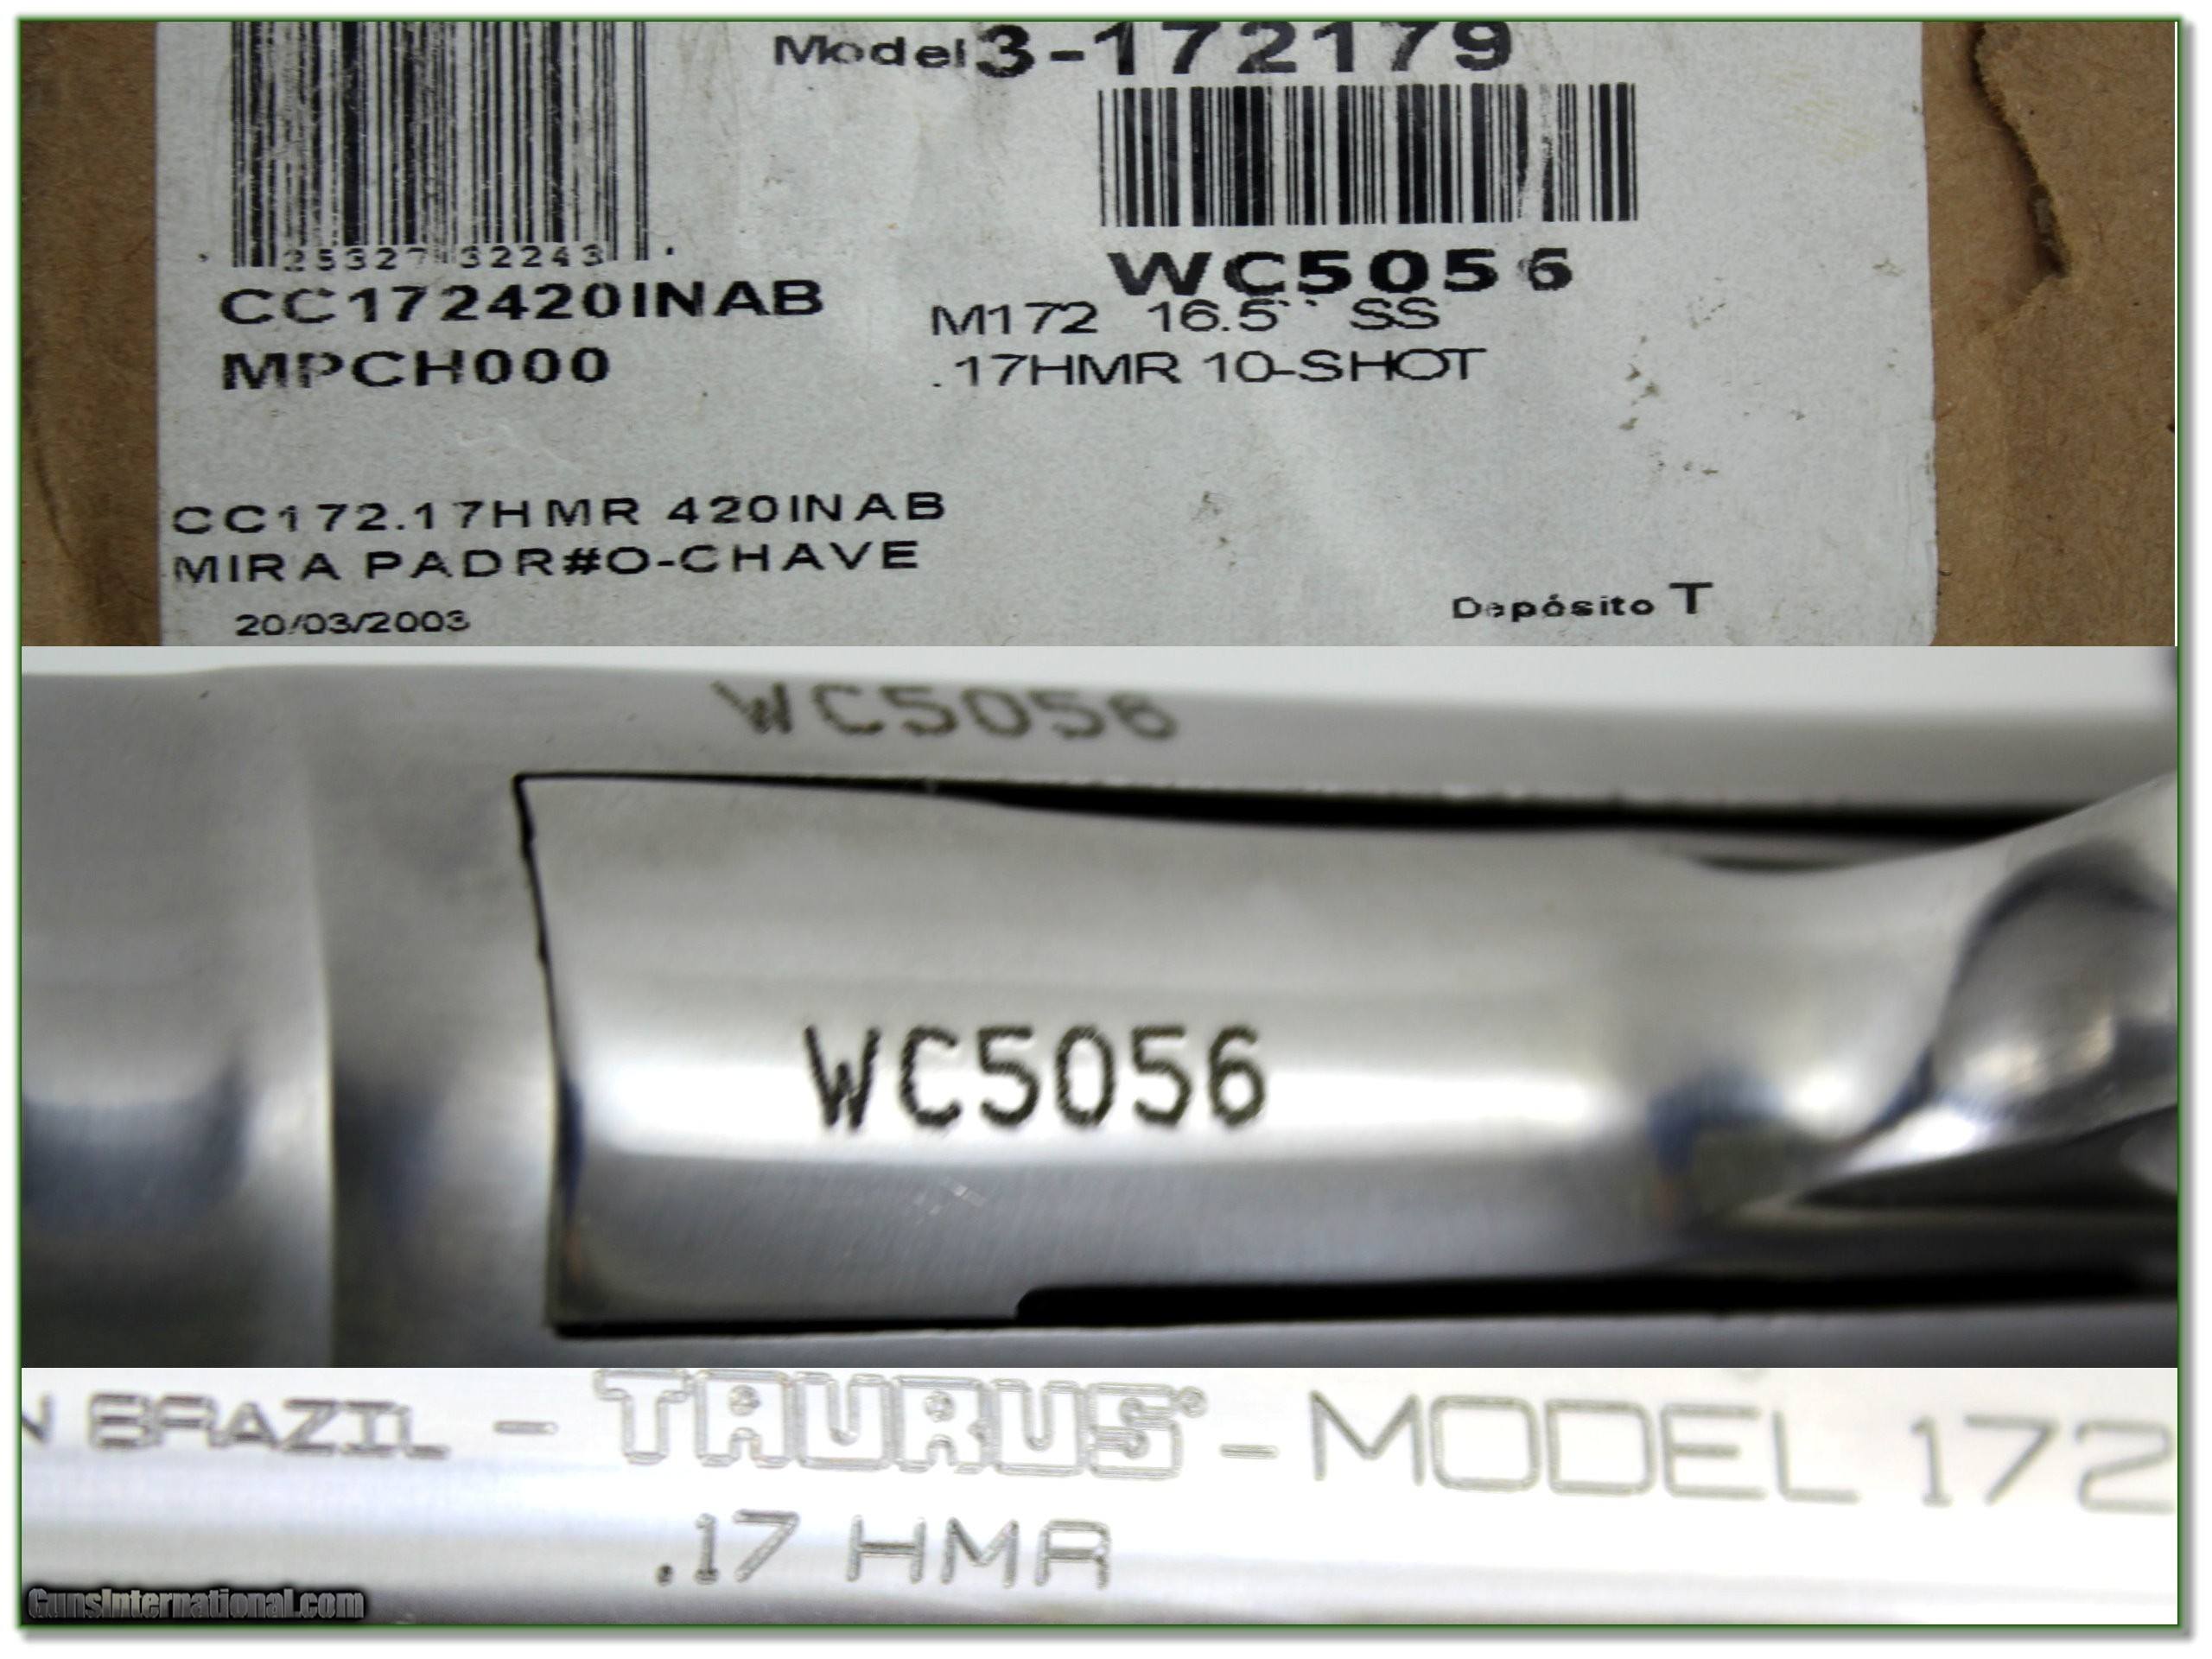 Model 3-172179
25327 32243
CC172420INAB
MPCH000
WC5056
M172 16.5`` SS
.17HMR 10-SHOT
CC172.17HMR 420INAB
MIRA PADR#O-CHAVE
20/03/2003
Depósito T
WC5056
WC5056
N BRAZIL - TAURUS® - MODEL 172
.17 HMR
GunsInternational.com